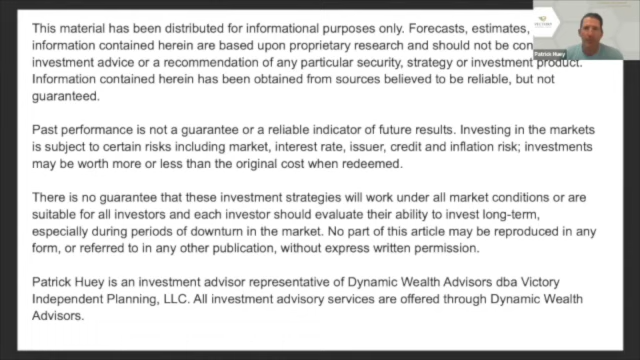 This material has been distributed for informational purposes only. Forecasts, estimates,
information contained herein are based upon proprietary research and should not be con
investment advice or a recommendation of any particular security, strategy or investment product.
Information contained herein has been obtained from sources believed to be reliable, but not
guaranteed.
Past performance is not a guarantee or a reliable indicator of future results. Investing in the markets
is subject to certain risks including market, interest rate, issuer, credit and inflation risk; investments
may be worth more or less than the original cost when redeemed.
There is no guarantee that these investment strategies will work under all market conditions or are
suitable for all investors and each investor should evaluate their ability to invest long-term,
especially during periods of downturn in the market. No part of this article may be reproduced in any
form, or referred to in any other publication, without express written permission.
Patrick Huey is an investment advisor representative of Dynamic Wealth Advisors dba Victory
Independent Planning, LLC. All investment advisory services are offered through Dynamic Wealth
Advisors.
Patrick Huey